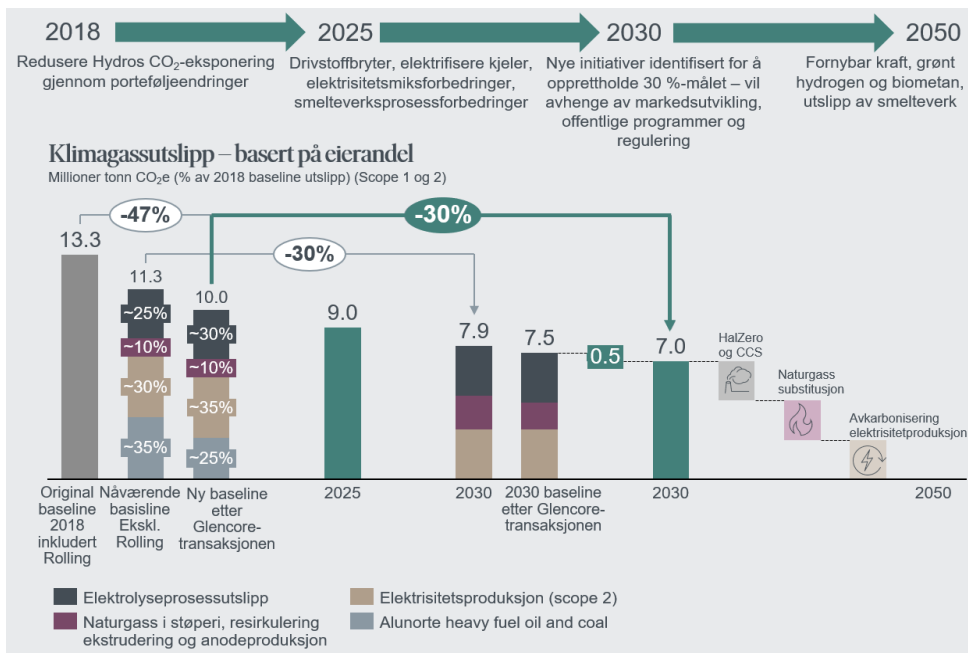 2018
2025
2030
2050
Redusere Hydros CO₂-eksponering
gjennom porteføljeendringer
Drivstoffbryter, elektrifisere kjeler,
elektrisitetsmiksforbedringer,
smelteverksprosessforbedringer
Nye initiativer identifisert for å
opprettholde 30 %-målet – vil
avhenge av markedsutvikling,
offentlige programmer og
regulering
Fornybar kraft, grønt
hydrogen og biometan,
utslipp av smelteverk
Klimagassutslipp – basert på eierandel
Millioner tonn CO₂e (% av 2018 baseline utslipp) (Scope 1 og 2)
-47%
-30%
-30%
13.3
11.3
10.0
9.0
7.9
7.5
0.5
7.0
~25%
~10%
~30%
~35%
~30%
~10%
~35%
~25%
HalZero
og CCS
Naturgass
substitusjon
Avkarbonisering
elektrisitetproduksjon
Original
baseline
2018
inkludert
Rolling
Nåværende
basisline
Ekskl.
Rolling
Ny baseline
etter
Glencore-
transaksjonen
2025
2030
2030 baseline
etter Glencore-
transaksjonen
2030
2050
Elektrolyseprosessutslipp
Naturgass i støperi, resirkulering
ekstrudering og anodeproduksjon
Elektrisitetsproduksjon (scope 2)
Alunorte heavy fuel oil and coal